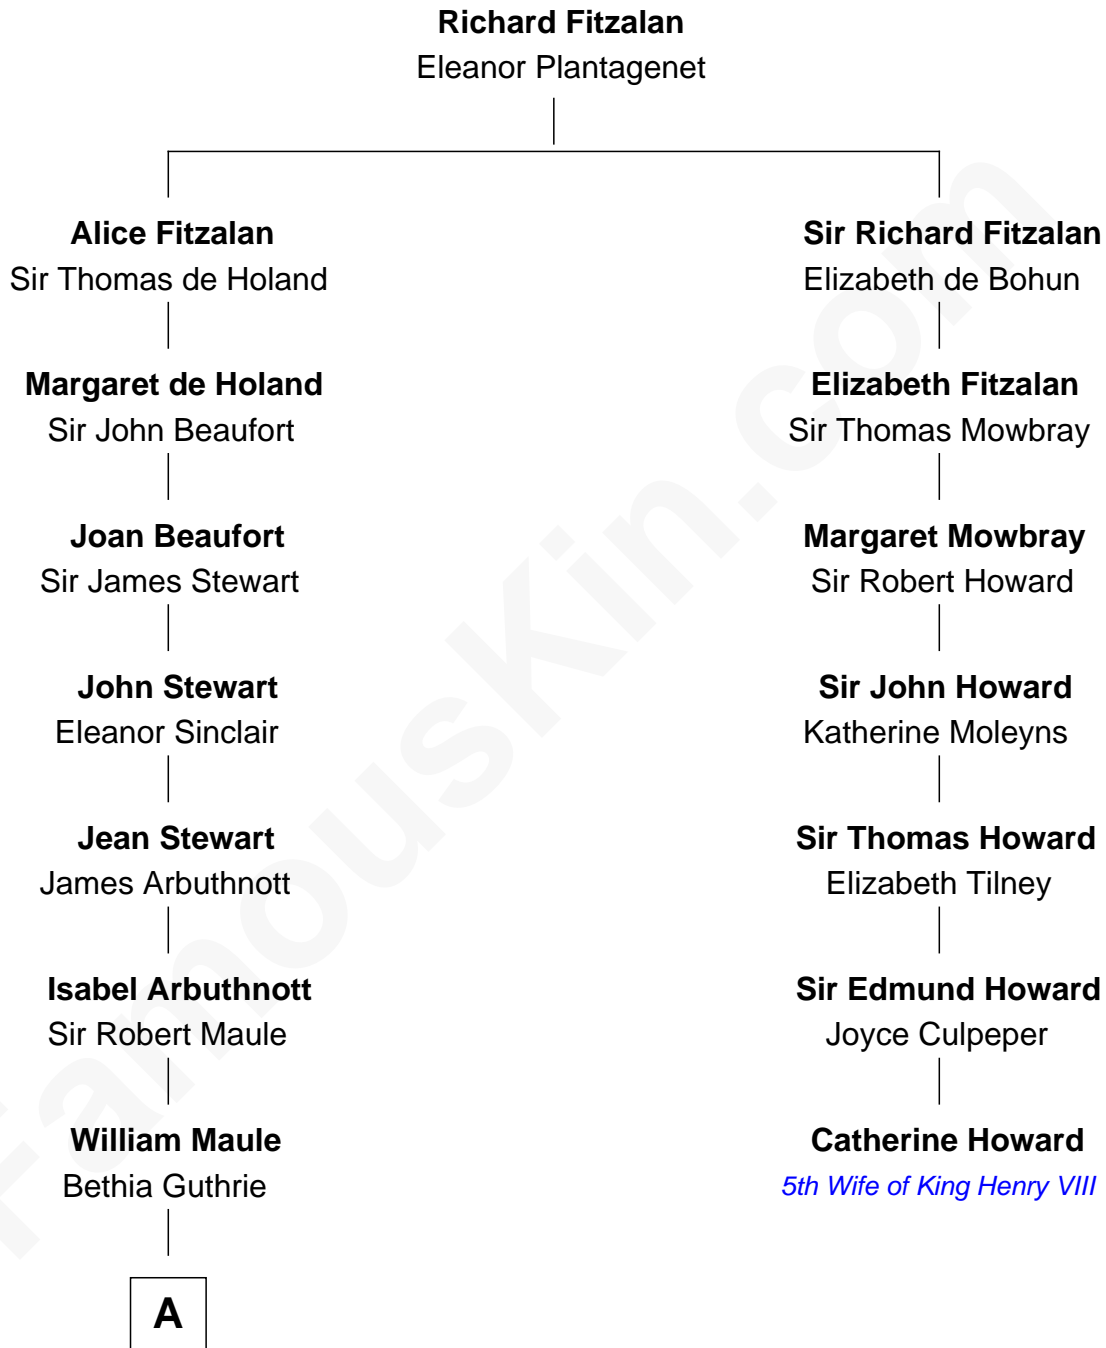 Richard Fitzalan
Eleanor Plantagenet
Alice Fitzalan
Sir Thomas de Holand
Sir Richard Fitzalan
Elizabeth de Bohun
Margaret de Holand
Sir John Beaufort
Elizabeth Fitzalan
Sir Thomas Mowbray
Joan Beaufort
Sir James Stewart
Margaret Mowbray
Sir Robert Howard
John Stewart
Eleanor Sinclair
Sir John Howard
Katherine Moleyns
Jean Stewart
James Arbuthnott
Sir Thomas Howard
Elizabeth Tilney
Isabel Arbuthnott
Sir Robert Maule
Sir Edmund Howard
Joyce Culpeper
William Maule
Bethia Guthrie
Catherine Howard
5th Wife of King Henry VIII
A
FamousKin.com